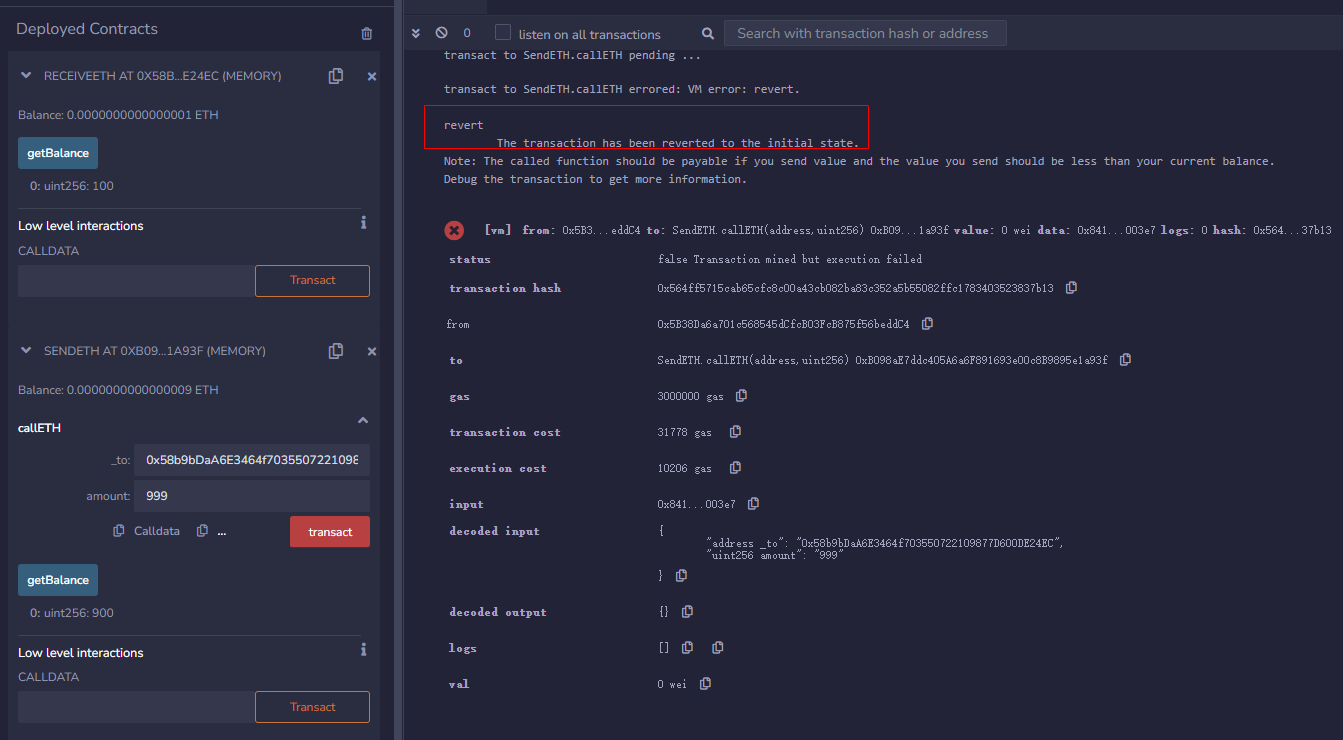 Deployed Contracts
RECEIVEETH AT 0X58B...E24EC (MEMORY)
Balance: 0.0000000000000001 ETH
getBalance
0: uint256: 100
Low level interactions
CALLDATA
Transact
SENDETH AT 0XB09...1A93F (MEMORY)
Balance: 0.0000000000000009 ETH
callETH
_to: 0x58b9bDaA6E3464f7035507221098
amount: 999
Calldata
...
transact
getBalance
0: uint256: 900
Low level interactions
CALLDATA
Transact
0 listen on all transactions Search with transaction hash or address
transact to SendETH.callETH pending ...
transact to SendETH.callETH errored: VM error: revert.
revert
The transaction has been reverted to the initial state.
Note: The called function should be payable if you send value and the value you send should be less than your current balance.
Debug the transaction to get more information.
[vm] from: 0x5B3...eddC4 to: SendETH.callETH(address,uint256) 0xB09...1a93f value: 0 wei data: 0x841...003e7 logs: 0 hash: 0x564...37b13
status false Transaction mined but execution failed
transaction hash 0x564ff5715cab65cfc8c00a43cb082ba83c352a5b55082ffc1783403523837b13
from 0x5B38Da6a701c568545dCfcB03FcB875f56beddC4
to SendETH.callETH(address,uint256) 0xB098aE7ddc405A6a6F891693e00c8B9895e1a93f
gas 3000000 gas
transaction cost 31778 gas
execution cost 10206 gas
input 0x841...003e7
decoded input {
"address _to": "0x58b9bDaA6E3464f703550722109877D600DE24EC",
"uint256 amount": "999"
}
decoded output {}
logs []
val 0 wei